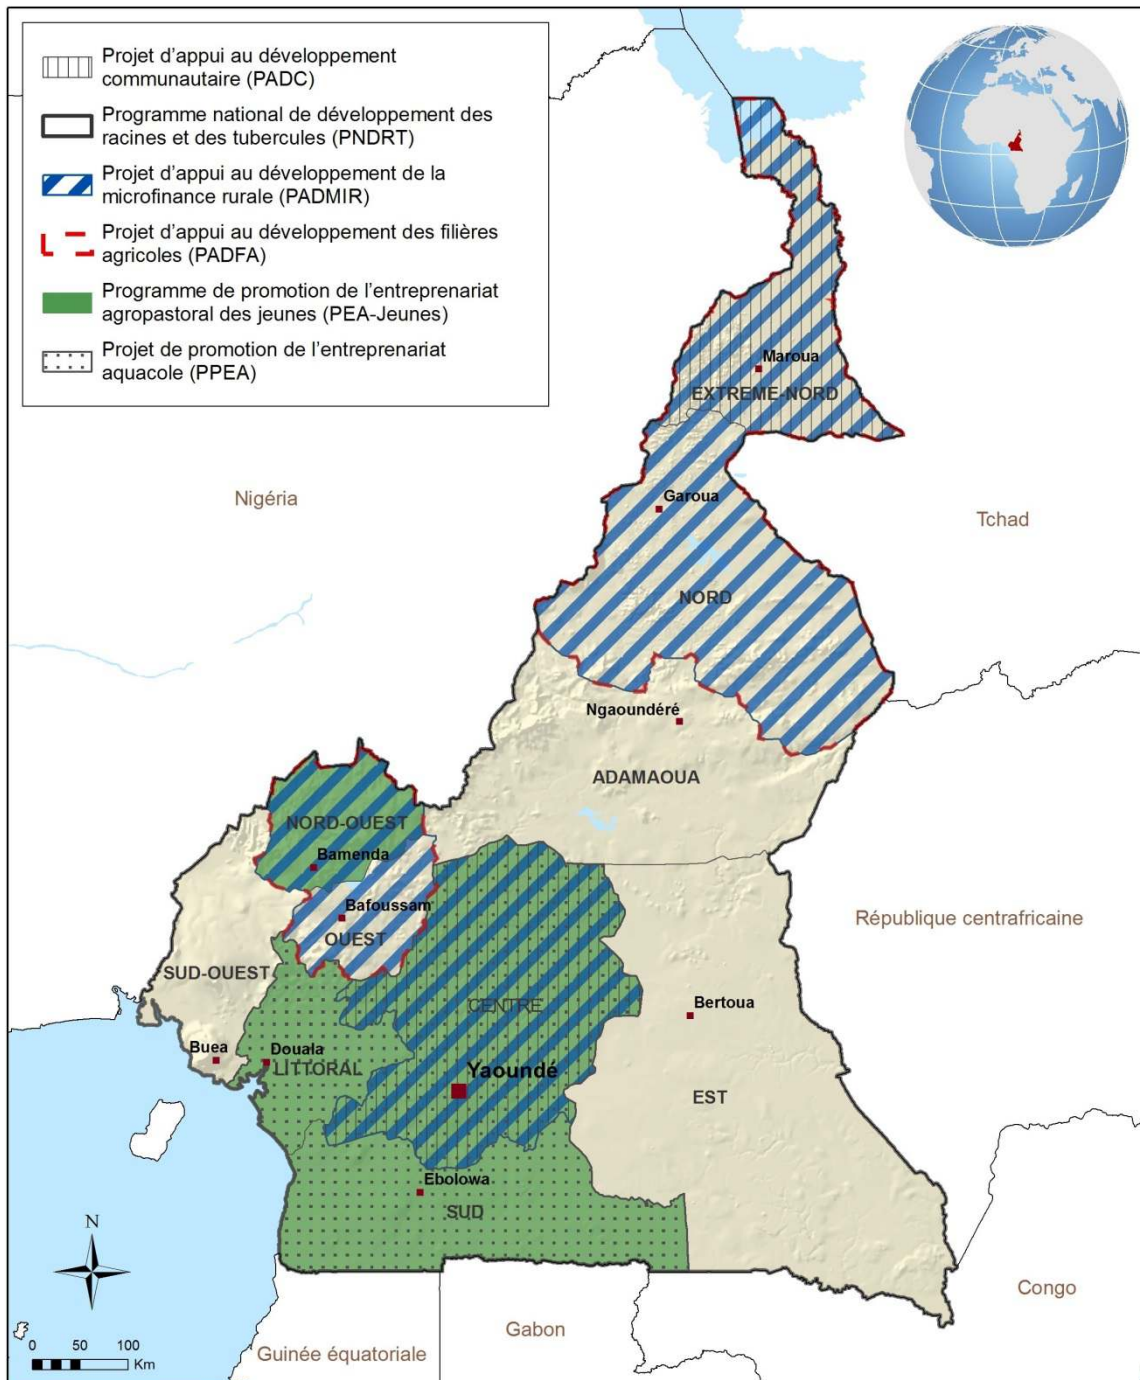 Projet d'appui au développement
communautaire (PADC)
Programme national de développement des
racines et des tubercules (PNDRT)
Projet d'appui au développement de la
microfinance rurale (PADMIR)
Projet d'appui au développement des filières
agricoles (PADFA)
Programme de promotion de l'entreprenariat
agropastoral des jeunes (PEA-Jeunes)
Projet de promotion de l'entreprenariat
aquacole (PPEA)
Maroua
EXTREME-NORD
Nigéria
Garoua
Tchad
NORD
Ngaoundéré
ADAMAOUA
NORD-OUEST
Bamenda
Bafoussam
OUEST
République centrafricaine
SUD-OUEST
CENTRE
Bertoua
Buea
Douala
LITTORAL
Yaoundé
EST
Ebolowa
SUD
N
Congo
Gabon
Guinée équatoriale
0 50 100
Km